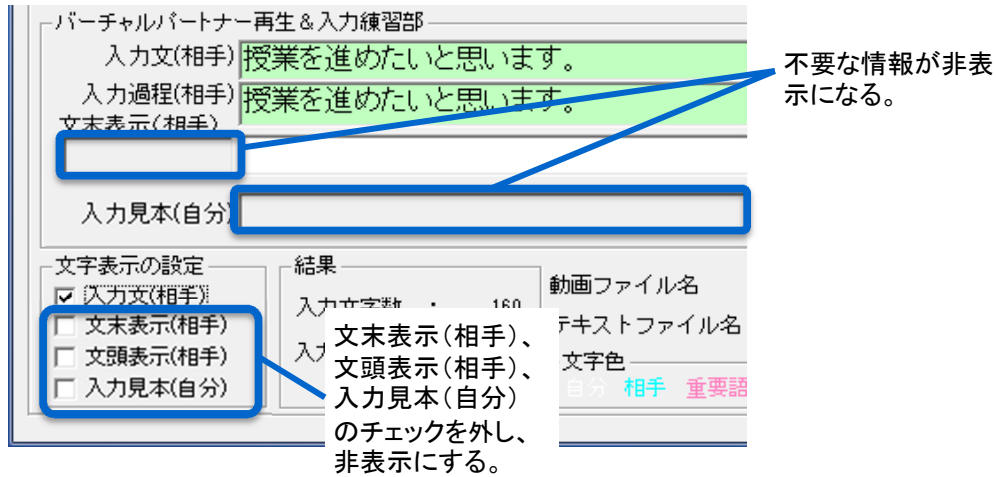 バーチャルパートナー再生&入力練習部
入力文(相手)
授業を進めたいと思います。
入力過程(相手)
授業を進めたいと思います。
文末表示(相手)
入力見本(自分)
不要な情報が非表
示になる。
文字表示の設定
入力文(相手)
文末表示(相手)
文頭表示(相手)
入力見本(自分)
結果
入力文字数 : 160
動画ファイル名
テキストファイル名
文字色
自分 相手 重要語
文末表示(相手)、
文頭表示(相手)、
入力見本(自分)
のチェックを外し、
非表示にする。